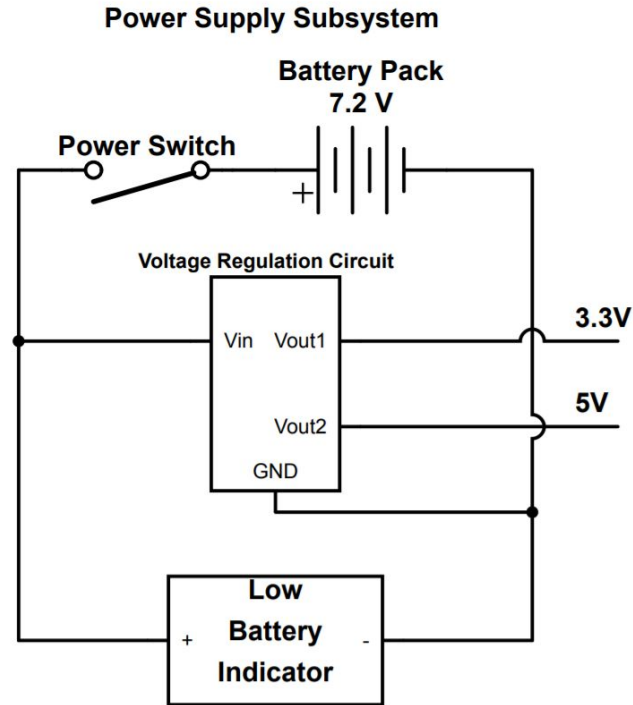 Power Supply Subsystem
Battery Pack
7.2 V
Power Switch
+
Voltage Regulation Circuit
3.3V
Vin Vout1
5V
Vout2
GND
Low
+ Battery -
Indicator